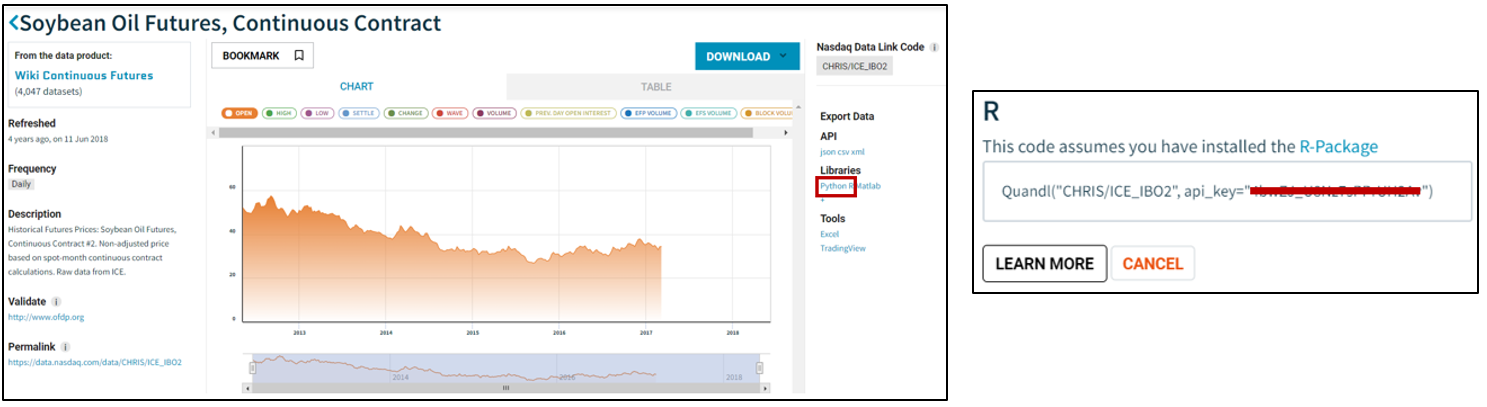 Soybean Oil Futures, Continuous Contract
From the data product:
Wiki Continuous Futures
(4,047 datasets)
Refreshed
4 years ago, on 11 Jun 2018
Frequency
Daily
Description
Historical Futures Prices: Soybean Oil Futures,
Continuous Contract #2. Non-adjusted price
based on spot-month continuous contract
calculations. Raw data from ICE.
Validate i
http://www.ofdp.org
Permalink i
https://data.nasdaq.com/data/CHRIS/ICE_IBO2
BOOKMARK
DOWNLOAD
CHART
TABLE
OPEN HIGH LOW SETTLE CHANGE WAVE VOLUME PREV. DAY OPEN INTEREST EFP VOLUME EFS VOLUME BLOCK VOLU
60
40
20
0
2013 2014 2015 2016 2017 2018
2014 2016 2018
Nasdaq Data Link Code i
CHRIS/ICE_IBO2
Export Data
API
json csv xml
Libraries
Python R Matlab
+
Tools
Excel
TradingView
R
This code assumes you have installed the R-Package
Quandl("CHRIS/ICE_IBO2", api_key=" ")
LEARN MORE
CANCEL